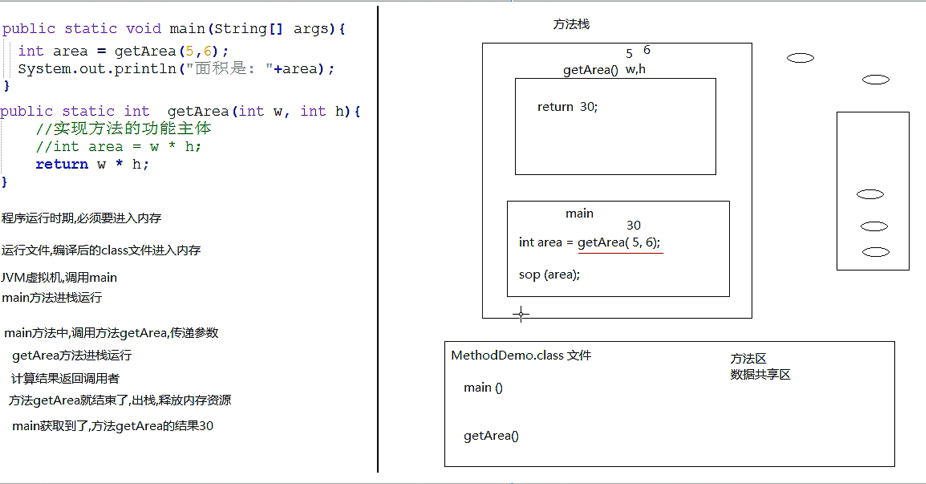 public static void main(String[] args){
int area = getArea(5,6);
System.out.println("面积是: "+area);
}
public static int getArea(int w, int h){
//实现方法的功能主体
//int area = w * h;
return w * h;
}
程序运行时期,必须要进入内存
运行文件,编译后的class文件进入内存
JVM虚拟机,调用main
main方法进栈运行
main方法中,调用方法getArea,传递参数
getArea方法进栈运行
计算结果返回调用者
方法getArea就结束了,出栈,释放内存资源
main获取到了,方法getArea的结果30
方法栈
5 6
getArea() w,h
return 30;
main
30
int area = getArea( 5, 6);
sop (area);
MethodDemo.class 文件
main ()
getArea()
方法区
数据共享区